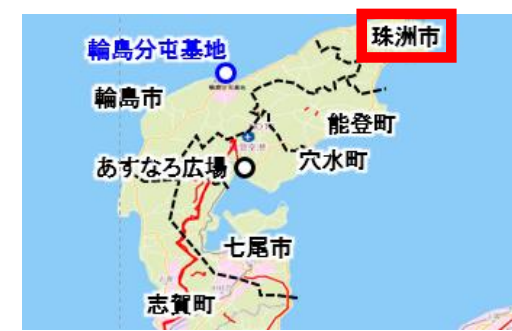 珠洲市
輪島分屯基地
輪島市
能登町
あすなろ広場
穴水町
七尾市
志賀町